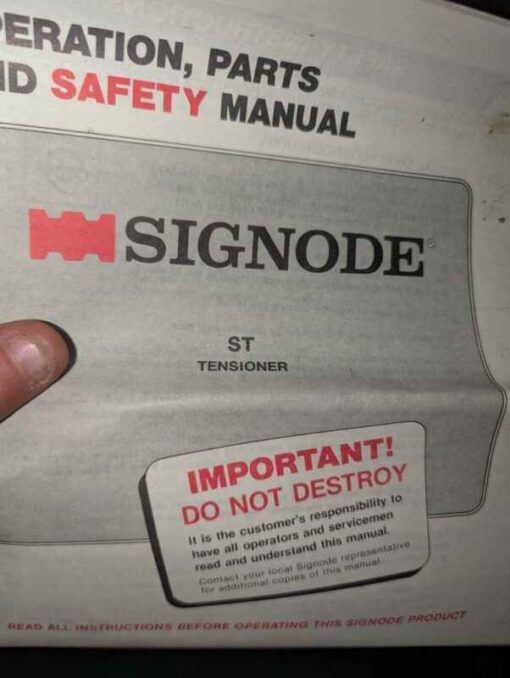 ERATION, PARTS
ID SAFETY MANUAL
SIGNODE®
ST
TENSIONER
IMPORTANT!
DO NOT DESTROY
It is the customer's responsibility to
have all operators and servicemen
read and understand this manual.
Contact your local Signode representative
for additional copies of this manual.
READ ALL INSTRUCTIONS BEFORE OPERATING THIS SIGNODE PRODUCT